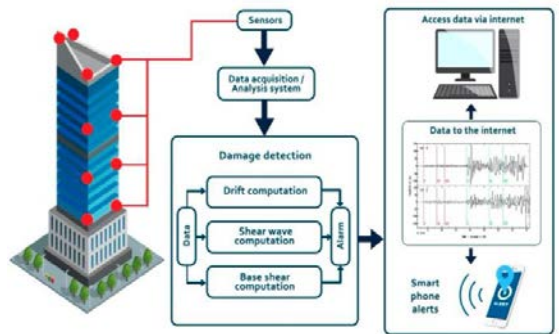 Sensors
Data acquisition /
Analysis system
Damage detection
Data
Drift computation
Shear wave
computation
Base shear
computation
Alarm
Access data via internet
Data to the internet
Smart
phone
alerts